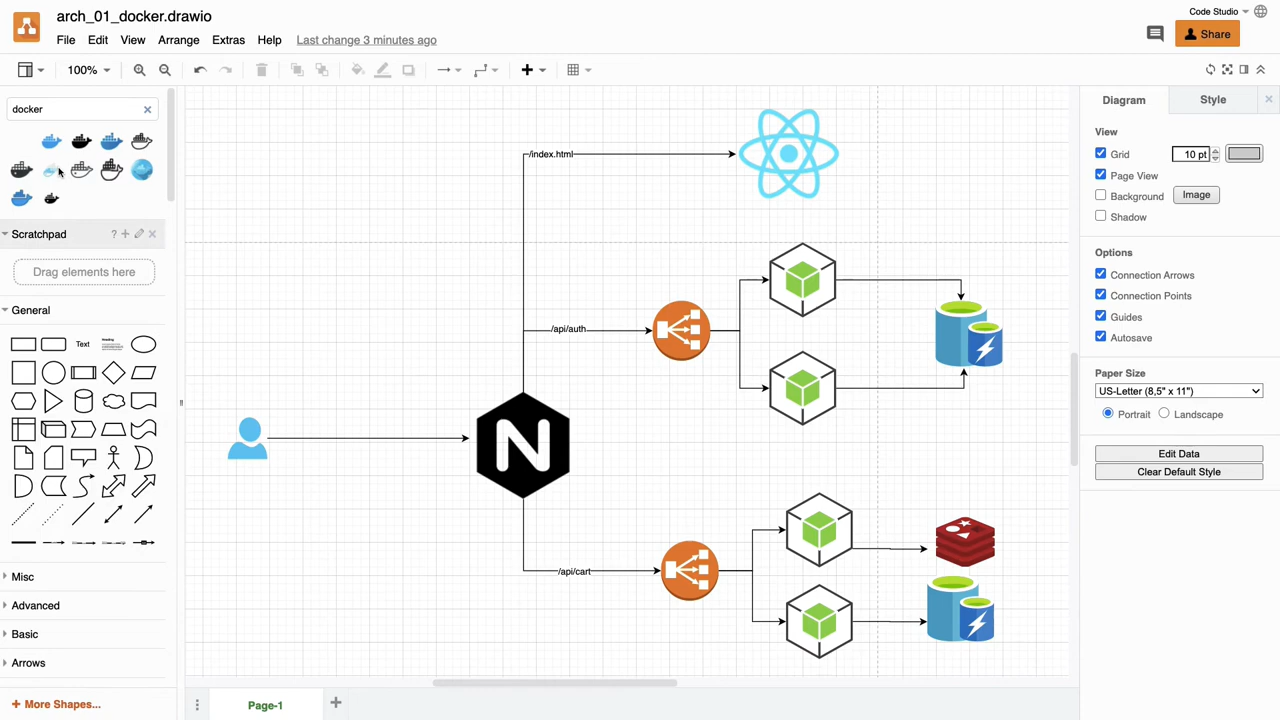 arch_01_docker.drawio
Code Studio
File Edit View Arrange Extras Help Last change 3 minutes ago
Share
100%
docker
Scratchpad
?
Drag elements here
General
Text
Heading
Misc
Advanced
Basic
Arrows
More Shapes...
/index.html
/api/auth
N
/api/cart
Page-1
Diagram Style
View
Grid 10 pt
Page View
Background Image
Shadow
Options
Connection Arrows
Connection Points
Guides
Autosave
Paper Size
US-Letter (8,5" x 11")
Portrait Landscape
Edit Data
Clear Default Style